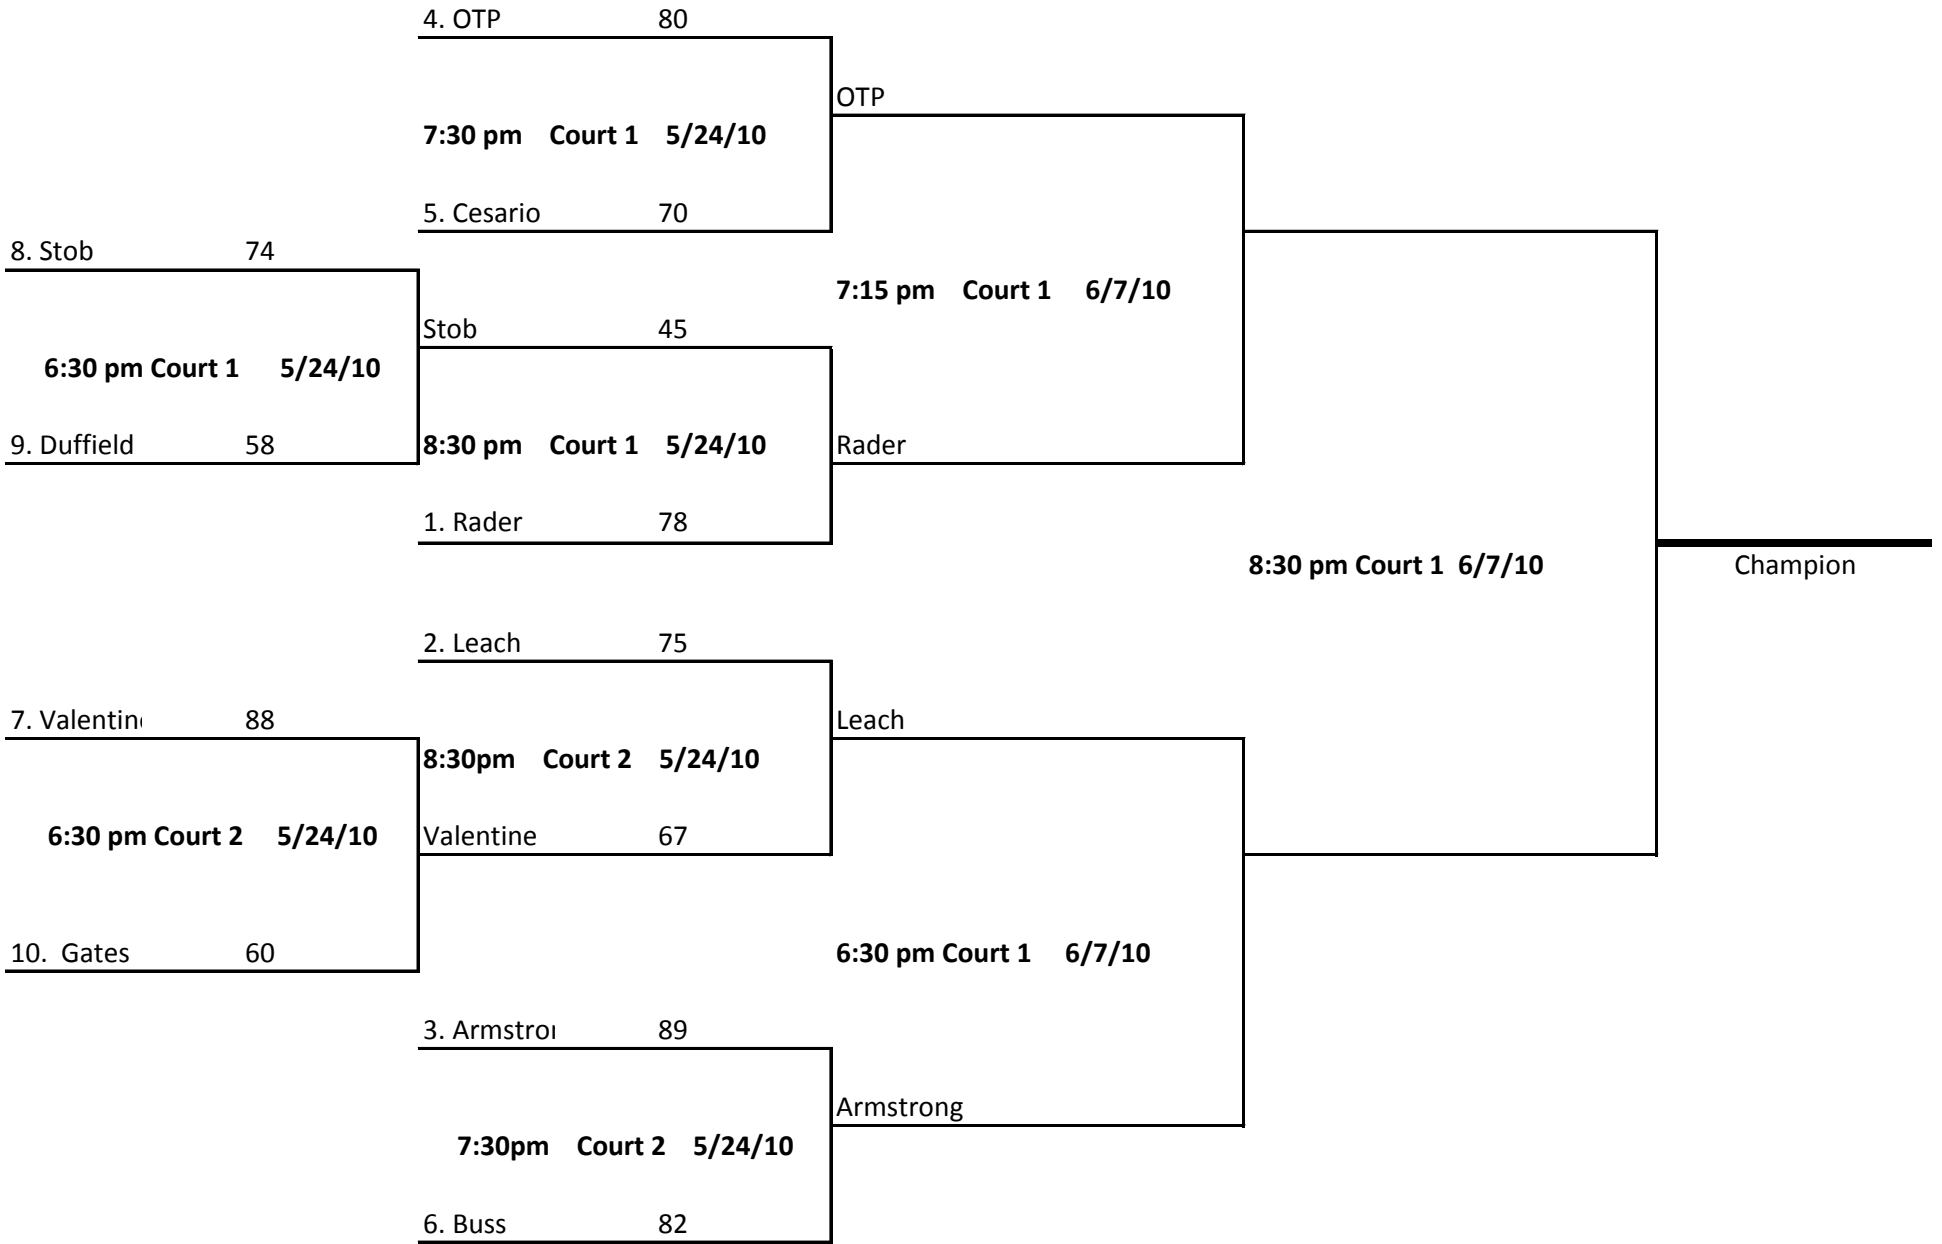 4. OTP 80
OTP
7:30 pm Court 1 5/24/10
5. Cesario 70
8. Stob 74
7:15 pm Court 1 6/7/10
Stob 45
6:30 pm Court 1 5/24/10
9. Duffield 58
8:30 pm Court 1 5/24/10
Rader
1. Rader 78
8:30 pm Court 1 6/7/10
Champion
2. Leach 75
7. Valentin 88
Leach
8:30pm Court 2 5/24/10
6:30 pm Court 2 5/24/10
Valentine 67
10. Gates 60
6:30 pm Court 1 6/7/10
3. Armstro 89
Armstrong
7:30pm Court 2 5/24/10
6. Buss 82